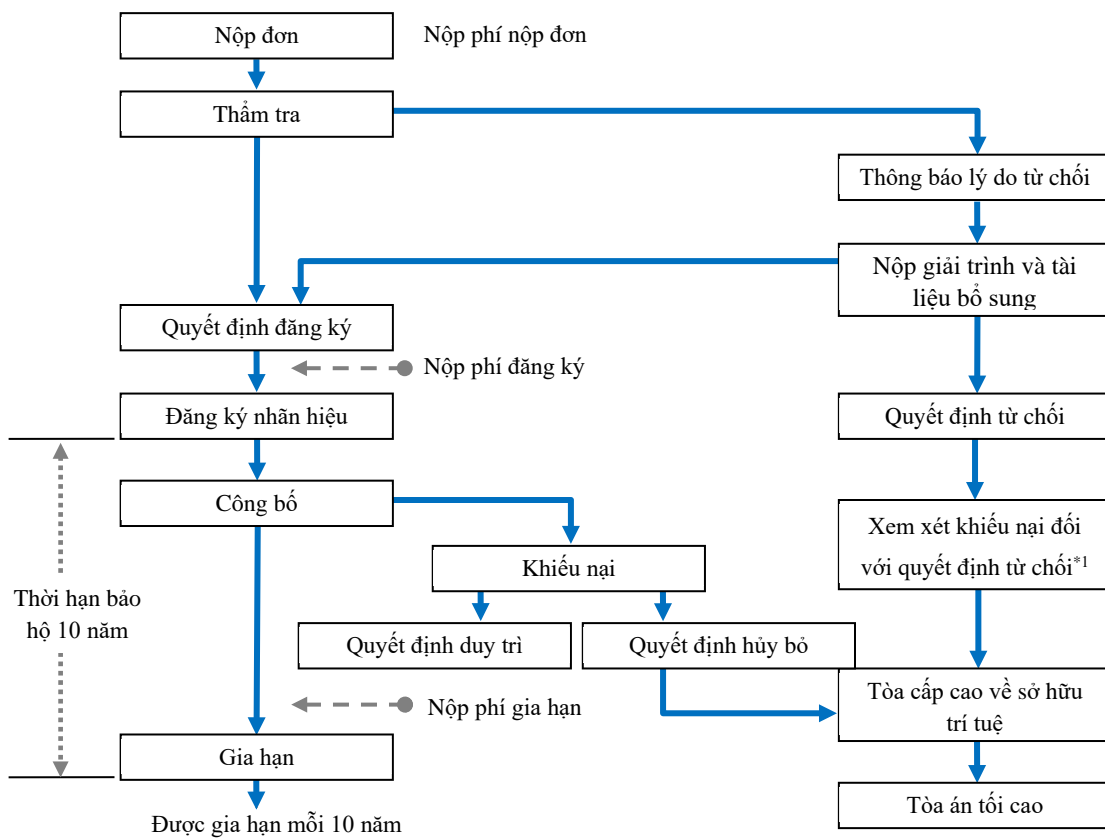 Nộp đơn
Nộp phí nộp đơn
Thẩm tra
Thông báo lý do từ chối
Nộp giải trình và tài
liệu bổ sung
Quyết định đăng ký
Nộp phí đăng ký
Đăng ký nhãn hiệu
Quyết định từ chối
Công bố
Xem xét khiếu nại đối
với quyết định từ chối*1
Khiếu nại
Thời hạn bảo
hộ 10 năm
Quyết định duy trì
Quyết định hủy bỏ
Tòa cấp cao về sở hữu
trí tuệ
Nộp phí gia hạn
Gia hạn
Tòa án tối cao
Được gia hạn mỗi 10 năm